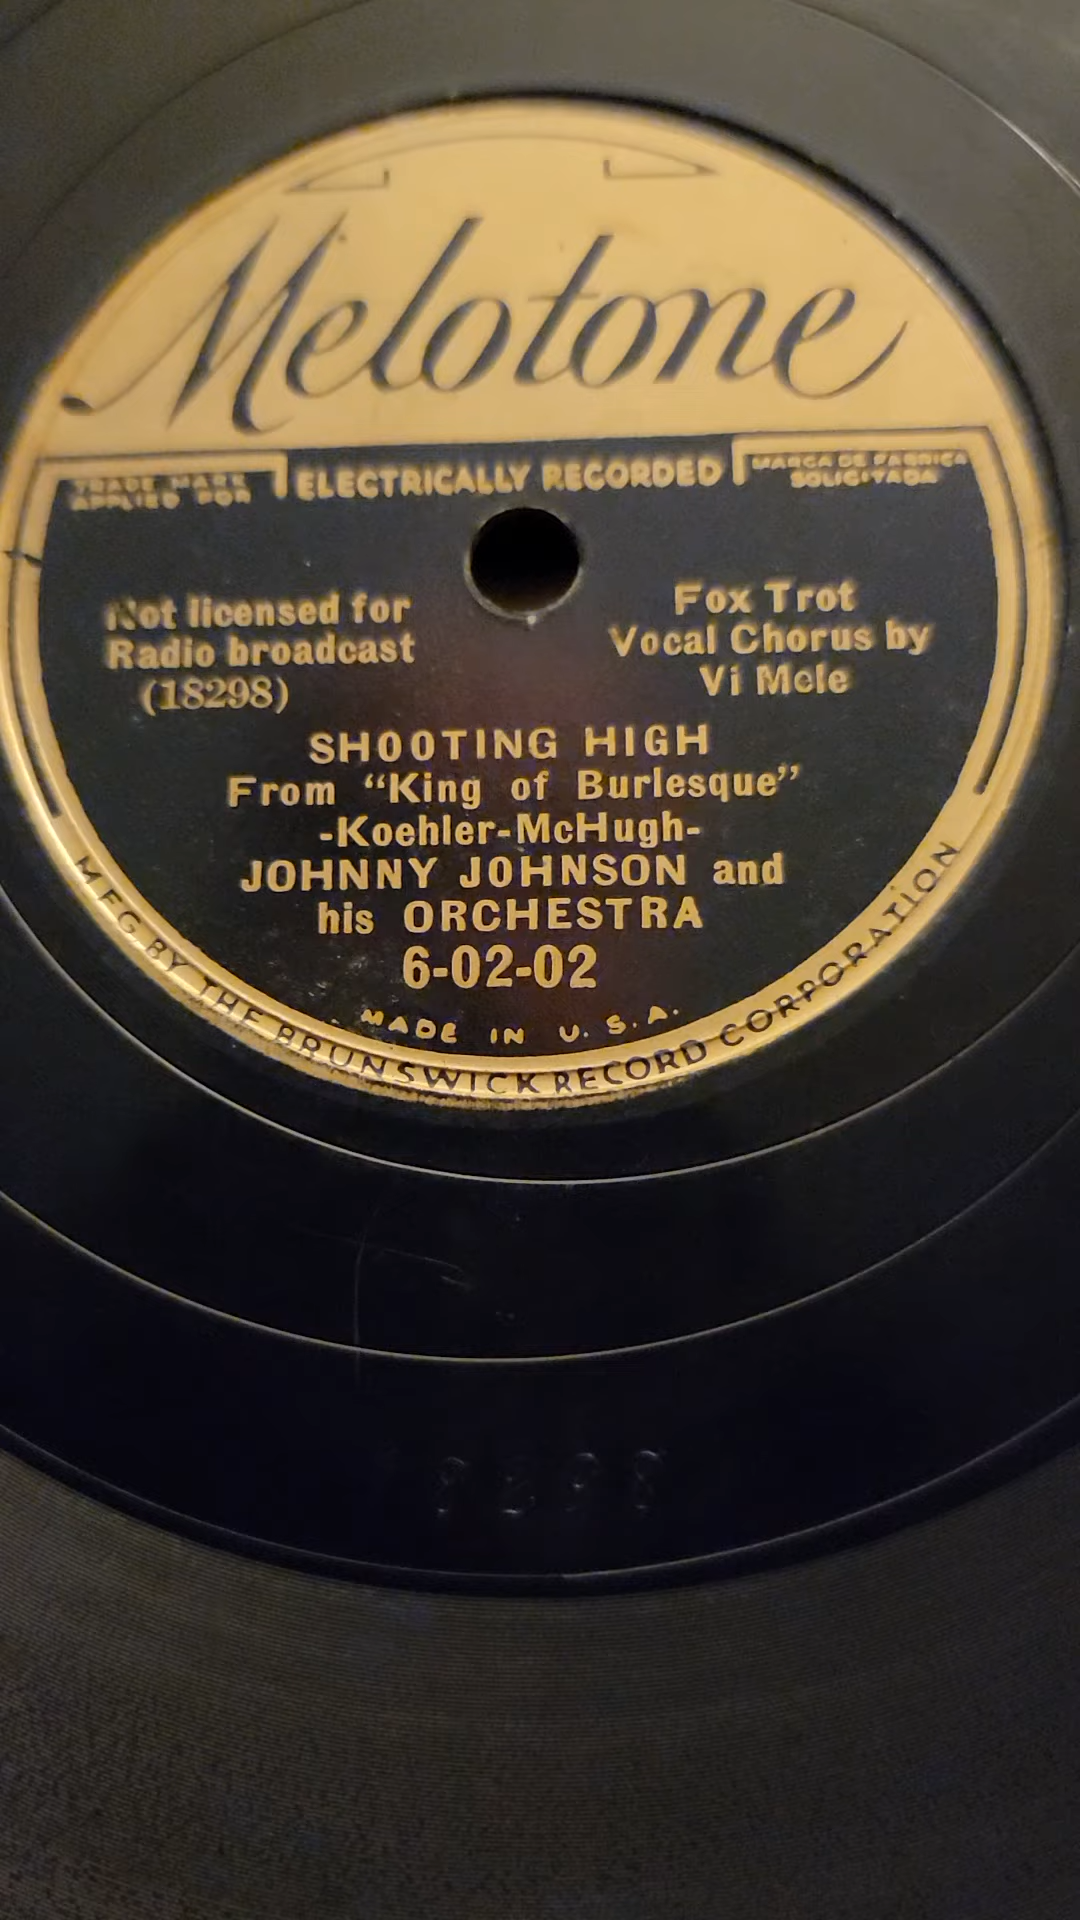 Melotone
TRADE MARK
APPLIED FOR
ELECTRICALLY RECORDED
MARCA DE FABRICA
SOLICITADA
Not licensed for
Radio broadcast
(18298)
Fox Trot
Vocal Chorus by
Vi Mele
SHOOTING HIGH
From “King of Burlesque”
-Koehler-McHugh-
JOHNNY JOHNSON and
his ORCHESTRA
6-02-02
MADE IN U.S.A.
MFG BY THE BRUNSWICK RECORD CORPORATION